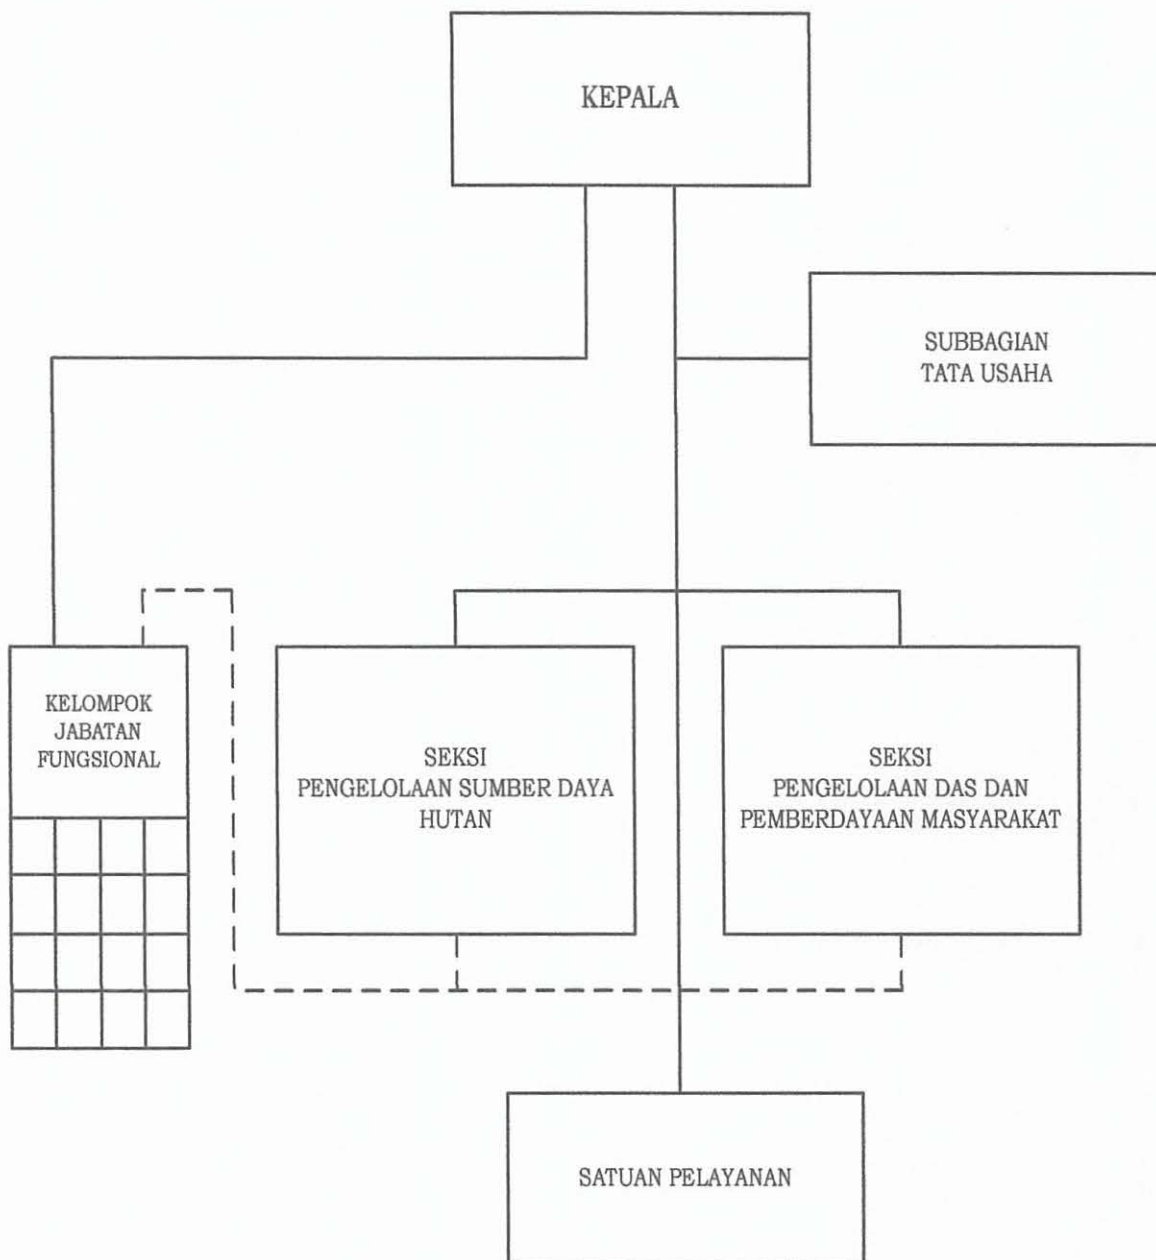 KEPALA
SUBBAGIAN
TATA USAHA
KELOMPOK
JABATAN
FUNGSIONAL
SEKSI
PENGELOLAAN SUMBER DAYA
HUTAN
SEKSI
PENGELOLAAN DAS DAN
PEMBERDAYAAN MASYARAKAT
SATUAN PELAYANAN